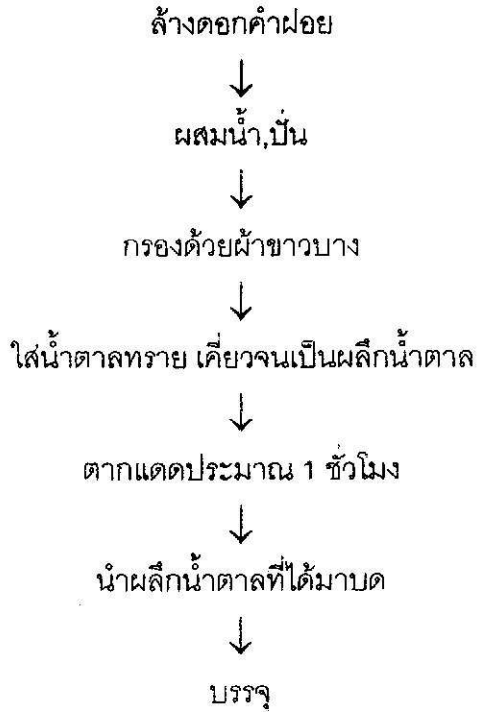 ล้างดอกคำฝอย
↓
ผสมน้ำ,ปั่น
↓
กรองด้วยผ้าขาวบาง
↓
ใส่น้ำตาลทราย เคี่ยวจนเป็นผลึกน้ำตาล
↓
ตากแดดประมาณ 1 ชั่วโมง
↓
นำผลึกน้ำตาลที่ได้มาบด
↓
บรรจุ